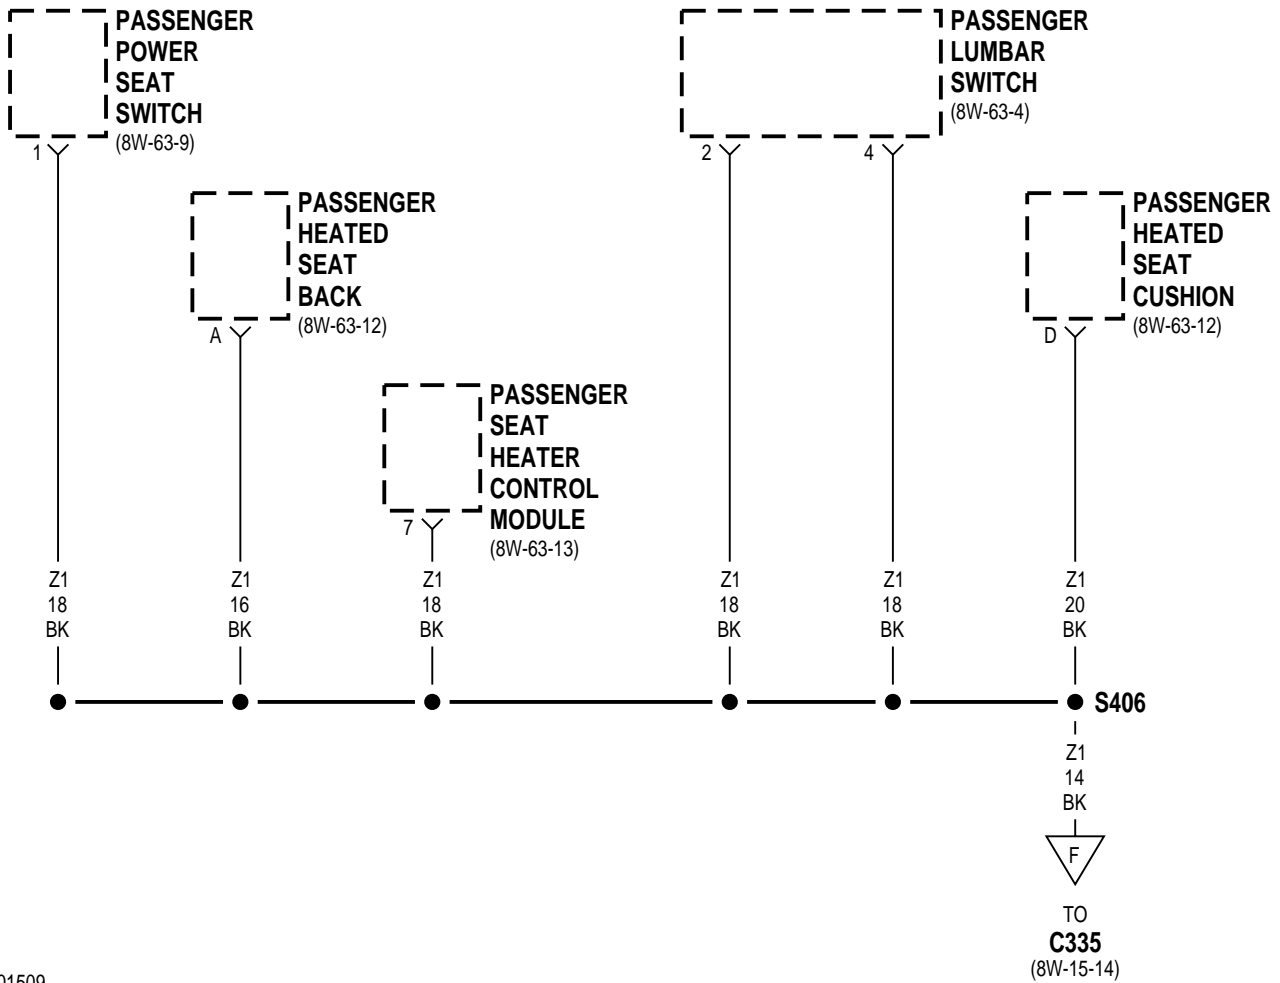 PASSENGER
POWER
SEAT
SWITCH
(8W-63-9)
1
PASSENGER
LUMBAR
SWITCH
(8W-63-4)
2
4
PASSENGER
HEATED
SEAT
BACK
(8W-63-12)
A
PASSENGER
HEATED
SEAT
CUSHION
(8W-63-12)
D
PASSENGER
SEAT
HEATER
CONTROL
MODULE
(8W-63-13)
7
Z1
18
BK
Z1
16
BK
Z1
18
BK
Z1
18
BK
Z1
18
BK
Z1
20
BK
S406
Z1
14
BK
F
TO
C335
(8W-15-14)